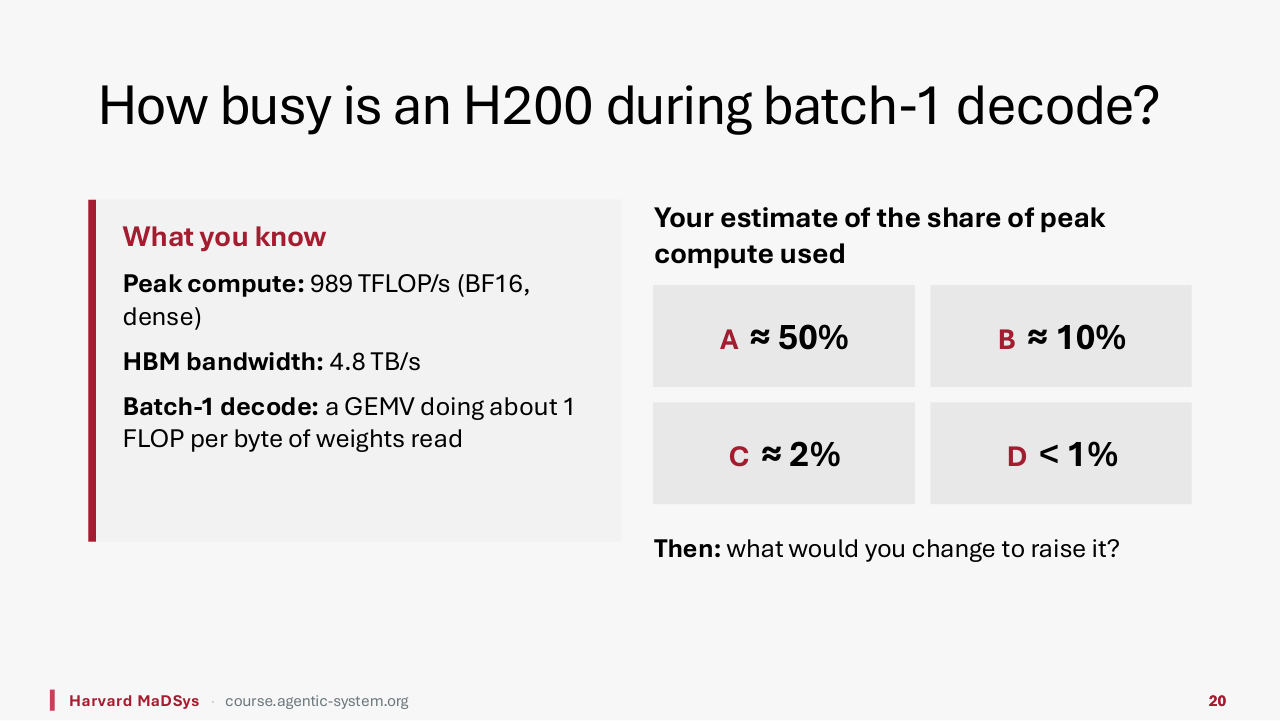 How busy is an H200 during batch-1 decode?
What you know
Peak compute: 989 TFLOP/s (BF16,
dense)
HBM bandwidth: 4.8 TB/s
Batch-1 decode: a GEMV doing about 1
FLOP per byte of weights read
Your estimate of the share of peak
compute used
A ≈ 50%
B ≈ 10%
C ≈ 2%
D < 1%
Then: what would you change to raise it?
Harvard MaDSys · course.agentic-system.org
20